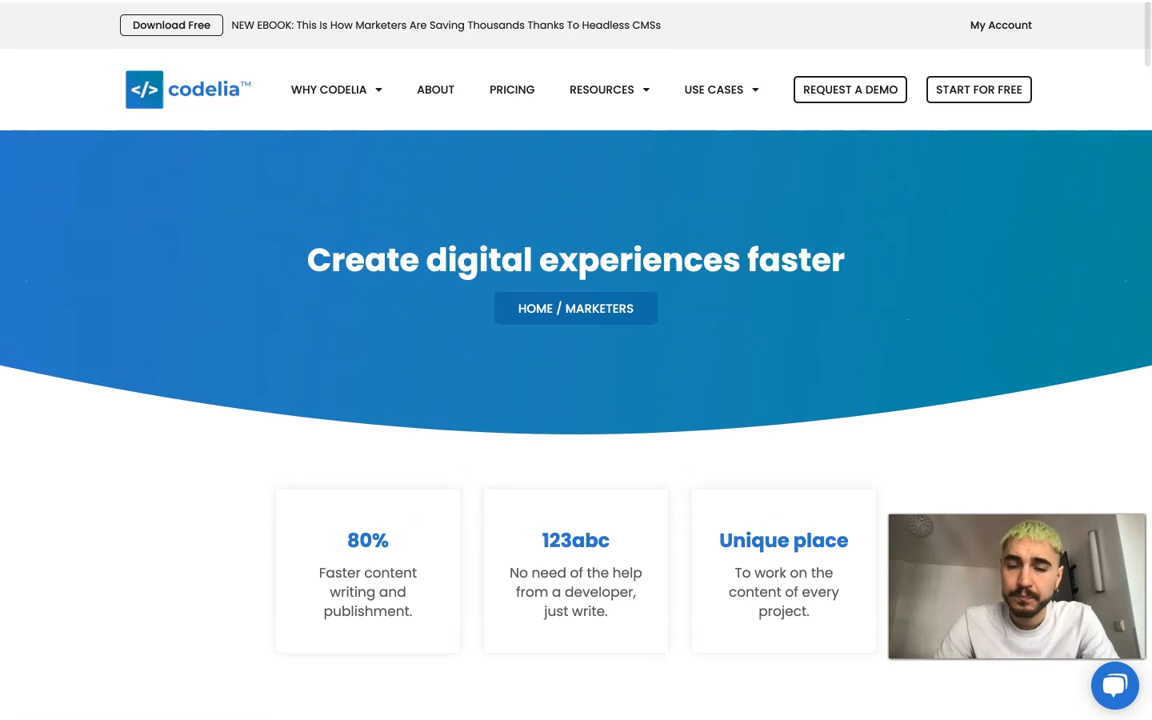 Download Free NEW EBOOK: This Is How Marketers Are Saving Thousands Thanks To Headless CMSs My Account
</> codelia™ WHY CODELIA ABOUT PRICING RESOURCES USE CASES REQUEST A DEMO START FOR FREE
Create digital experiences faster
HOME / MARKETERS
80%
Faster content
writing and
publishment.
123abc
No need of the help
from a developer,
just write.
Unique place
To work on the
content of every
project.